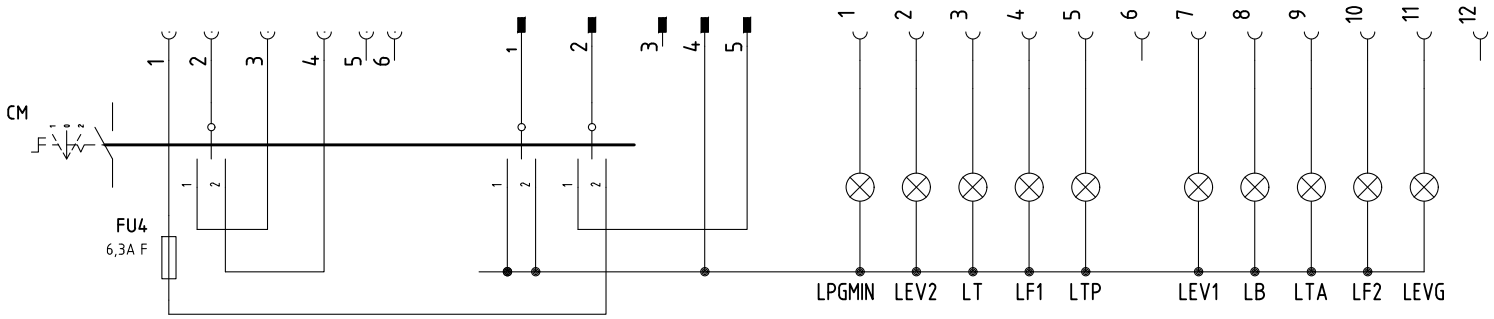 1 2 3 4 5 6 7 8 9 10 11 12
1 2 3 4 5 6
1 2 3 4 5
CM
1 0 2
1 2
1 2
1 2
FU4
6,3A F
LPGMIN LEV2 LT LF1 LTP LEV1 LB LTA LF2 LEVG